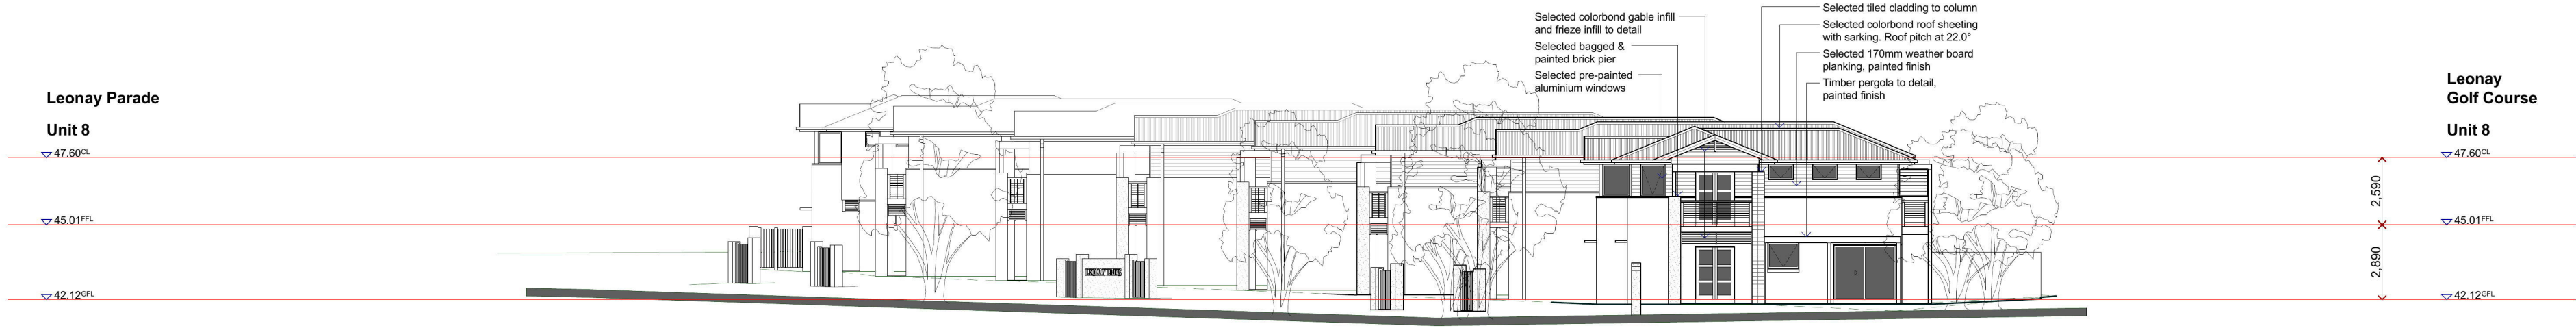 Leonay Parade
Unit 8
47.60CL
45.01FFL
42.12GFL
Selected colorbond gable infill
and frieze infill to detail
Selected bagged &
painted brick pier
Selected pre-painted
aluminium windows
Selected tiled cladding to column
Selected colorbond roof sheeting
with sarking. Roof pitch at 22.0°
Selected 170mm weather board
planking, painted finish
Timber pergola to detail,
painted finish
2,590
2,890
Leonay
Golf Course
Unit 8
47.60CL
45.01FFL
42.12GFL